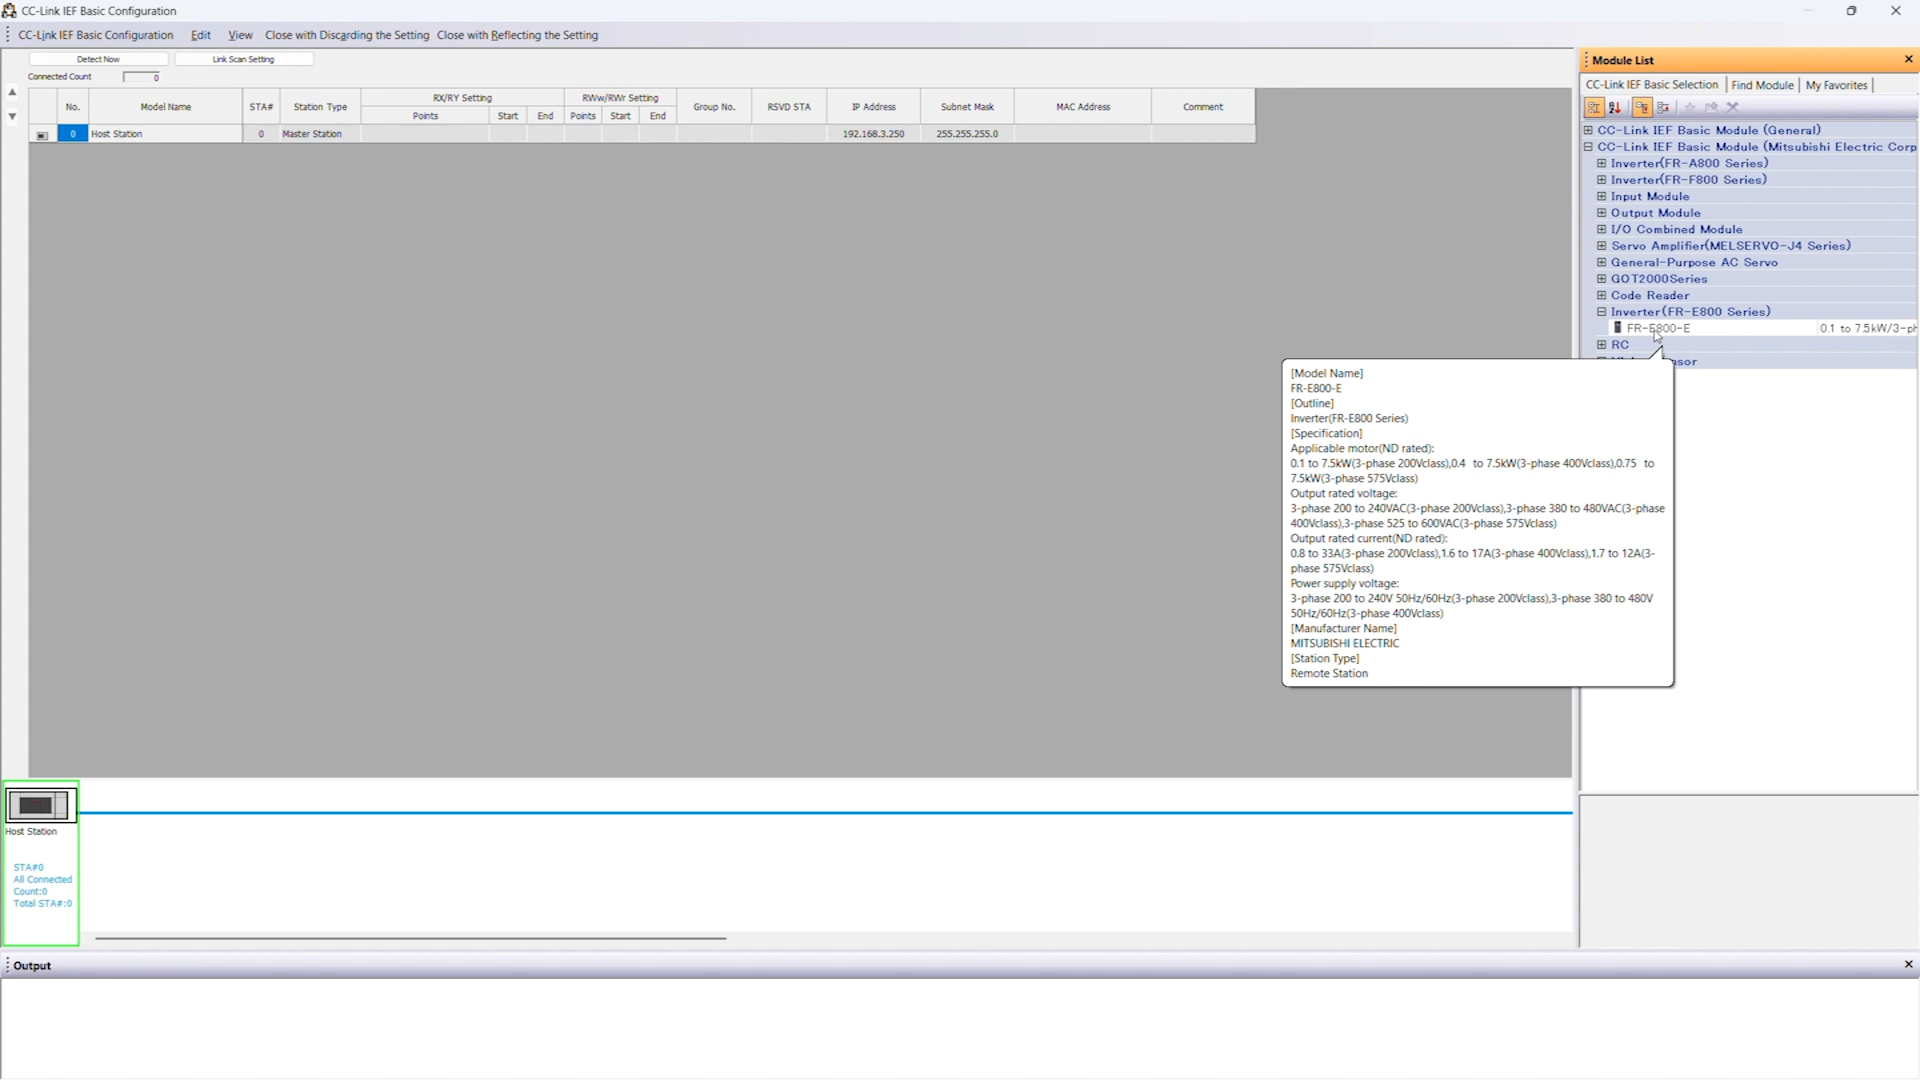 CC-Link IEF Basic Configuration
CC-Link IEF Basic Configuration Edit View Close with Discarding the Setting Close with Reflecting the Setting
Detect Now Link Scan Setting
Connected Count 0
No. Model Name STA# Station Type RX/RY Setting RWw/RWr Setting Group No. RSVD STA IP Address Subnet Mask MAC Address Comment
Points Start End Points Start End
0 Host Station 0 Master Station 192.168.3.250 255.255.255.0
Module List
CC-Link IEF Basic Selection Find Module My Favorites
CC-Link IEF Basic Module (General)
CC-Link IEF Basic Module (Mitsubishi Electric Corp
Inverter(FR-A800 Series)
Inverter(FR-F800 Series)
Input Module
Output Module
I/O Combined Module
Servo Amplifier(MELSERVO-J4 Series)
General-Purpose AC Servo
GOT2000Series
Code Reader
Inverter(FR-E800 Series)
FR-E800-E 0.1 to 7.5kW/3-ph
RC
[Model Name]
FR-E800-E
[Outline]
Inverter(FR-E800 Series)
[Specification]
Applicable motor(ND rated):
0.1 to 7.5kW(3-phase 200Vclass),0.4 to 7.5kW(3-phase 400Vclass),0.75 to
7.5kW(3-phase 575Vclass)
Output rated voltage:
3-phase 200 to 240VAC(3-phase 200Vclass),3-phase 380 to 480VAC(3-phase
400Vclass),3-phase 525 to 600VAC(3-phase 575Vclass)
Output rated current(ND rated):
0.8 to 33A(3-phase 200Vclass),1.6 to 17A(3-phase 400Vclass),1.7 to 12A(3-
phase 575Vclass)
Power supply voltage:
3-phase 200 to 240V 50Hz/60Hz(3-phase 200Vclass),3-phase 380 to 480V
50Hz/60Hz(3-phase 400Vclass)
[Manufacturer Name]
MITSUBISHI ELECTRIC
[Station Type]
Remote Station
Host Station
STA#0
All Connected
Count:0
Total STA#:0
Output